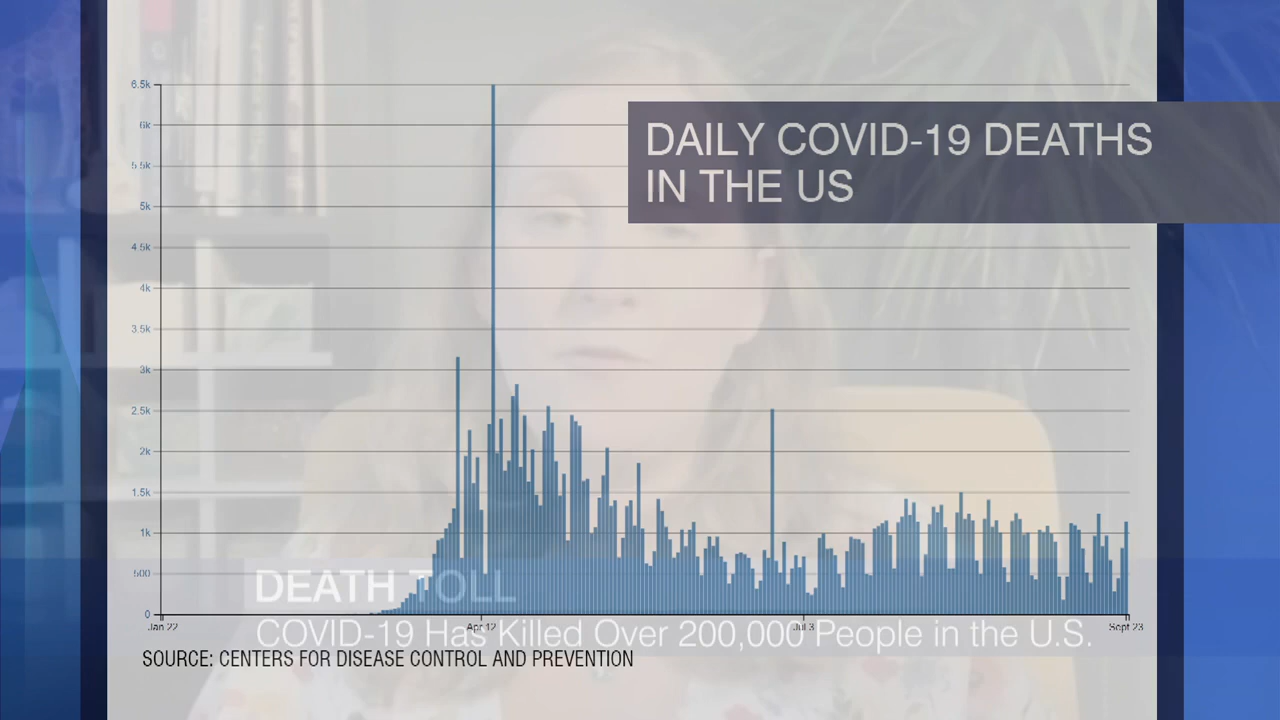 DAILY COVID-19 DEATHS
IN THE US
6.5k
6k
5.5k
5k
4.5k
4k
3.5k
3k
2.5k
2k
1.5k
1k
500
0
Jan 22
Apr 12
Jul 3
Sept 23
DEATH TOLL
COVID-19 Has Killed Over 200,000 People in the U.S.
SOURCE: CENTERS FOR DISEASE CONTROL AND PREVENTION